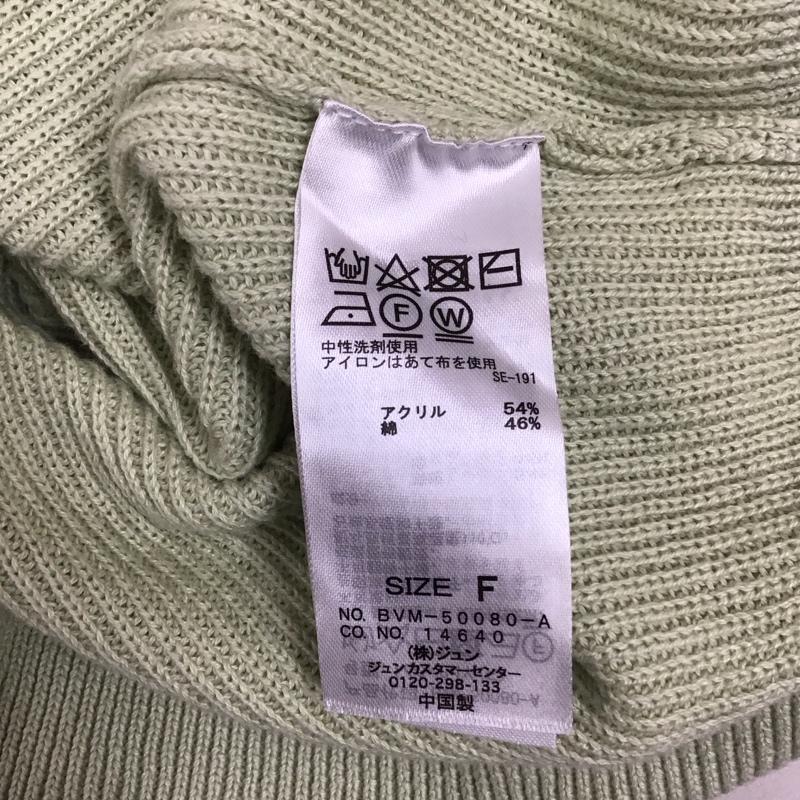 F W
中性洗剤使用
アイロンはあて布を使用
SE-191
アクリル 54%
綿 46%
SIZE F
NO. BVM-50080-A
CO. NO. 14640
(株)ジュン
ジュンカスタマーセンター
0120-298-133
中国製